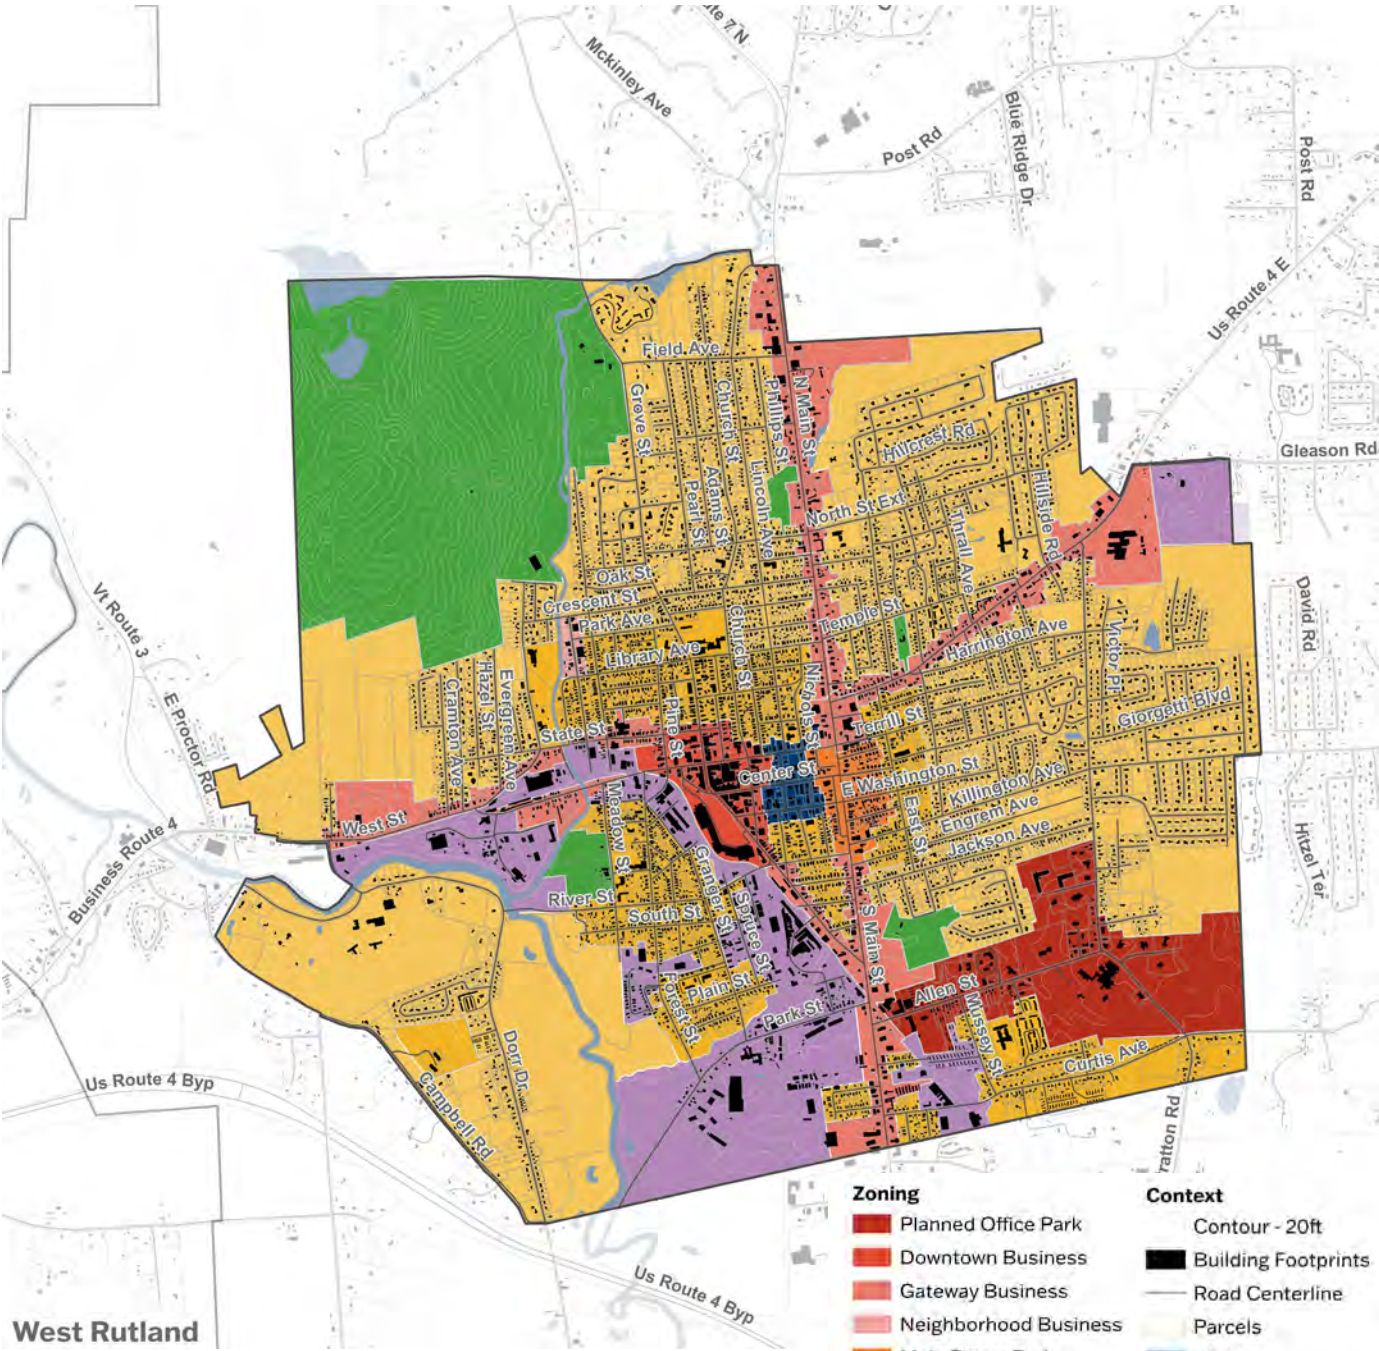 Route 7 N
Mckinley Ave
Post Rd
Blue Ridge Dr
Post Rd
Us Route 4 E
Field Ave
Grove St
Church St
Phillips St
N Main St
Hillcrest Rd
Gleason Rd
Adams St
Pearl St
Lincoln Ave
North St Ext
Hillside Rd
Thrall Ave
Vt Route 3
Oak St
Crescent St
Park Ave
Library Ave
Church St
Temple St
Harrington Ave
Victor Pl
David Rd
E Proctor Rd
Hazel St
Cramton Ave
Evergreen Ave
State St
Pine St
Nichols St
Terrill St
Giorgetti Blvd
Center St
E Washington St
Killington Ave
Engrem Ave
Jackson Ave
East St
Hitzel Ter
West St
Business Route 4
Meadow St
Granger St
Spruce St
River St
South St
S Main St
Plain St
Forest St
Park St
Allen St
Mussey St
Curtis Ave
Dorr Dr
Campbell Rd
Us Route 4 Byp
Us Route 4 Byp
ratton Rd
West Rutland
Zoning
Planned Office Park
Downtown Business
Gateway Business
Neighborhood Business
Context
Contour - 20ft
Building Footprints
Road Centerline
Parcels